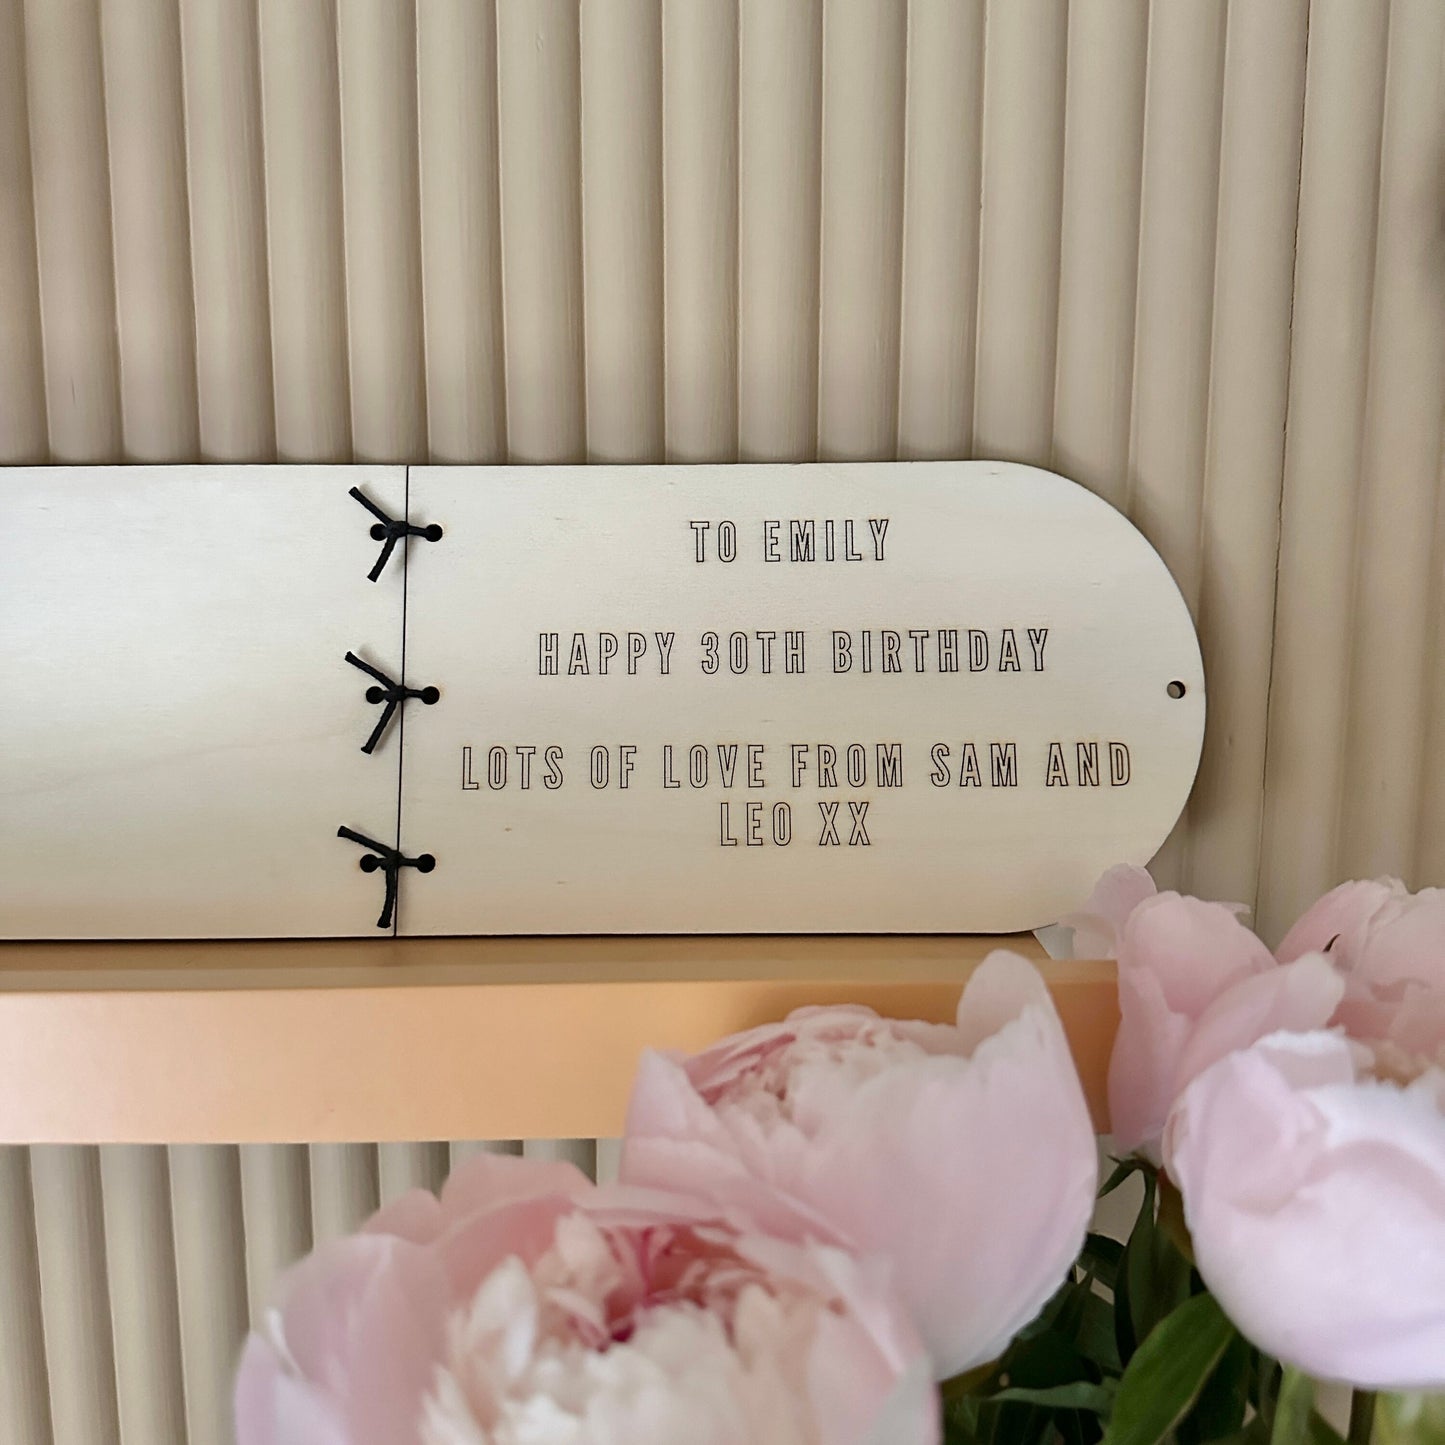 TO EMILY
HAPPY 30TH BIRTHDAY
LOTS OF LOVE FROM SAM AND
LEO XX